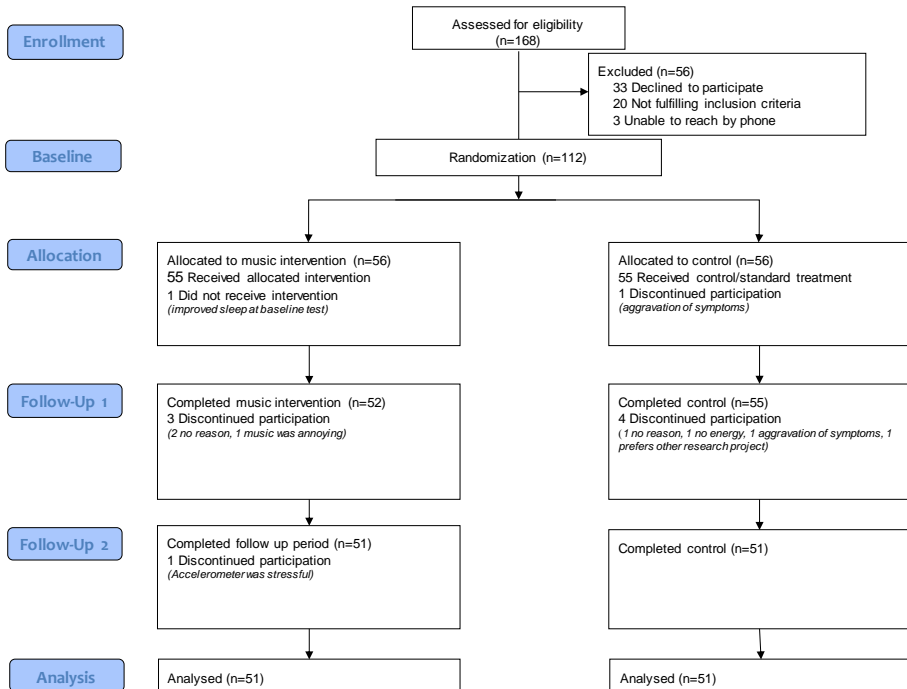 Enrollment
Assessed for eligibility
(n=168)
Excluded (n=56)
33 Declined to participate
20 Not fulfilling inclusion criteria
3 Unable to reach by phone
Baseline
Randomization (n=112)
Allocation
Allocated to music intervention (n=56)
55 Received allocated intervention
1 Did not receive intervention
(improved sleep at baseline test)
Allocated to control (n=56)
55 Received control/standard treatment
1 Discontinued participation
(aggravation of symptoms)
Follow-Up 1
Completed music intervention (n=52)
3 Discontinued participation
(2 no reason, 1 music was annoying)
Completed control (n=55)
4 Discontinued participation
(1 no reason, 1 no energy, 1 aggravation of symptoms, 1
prefers other research project)
Follow-Up 2
Completed follow up period (n=51)
1 Discontinued participation
(Accelerometer was stressful)
Completed control (n=51)
Analysis
Analysed (n=51)
Analysed (n=51)